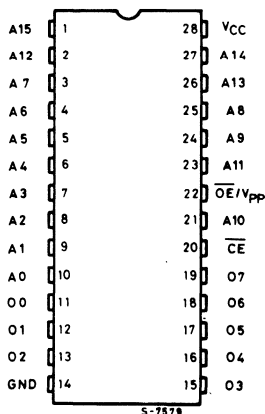 A15 1 28 VCC
A12 2 27 A14
A7 3 26 A13
A6 4 25 A8
A5 5 24 A9
A4 6 23 A11
A3 7 22 OE/VPP
A2 8 21 A10
A1 9 20 CE
A0 10 19 O7
O0 11 18 O6
O1 12 17 O5
O2 13 16 O4
GND 14 15 O3
S-7579